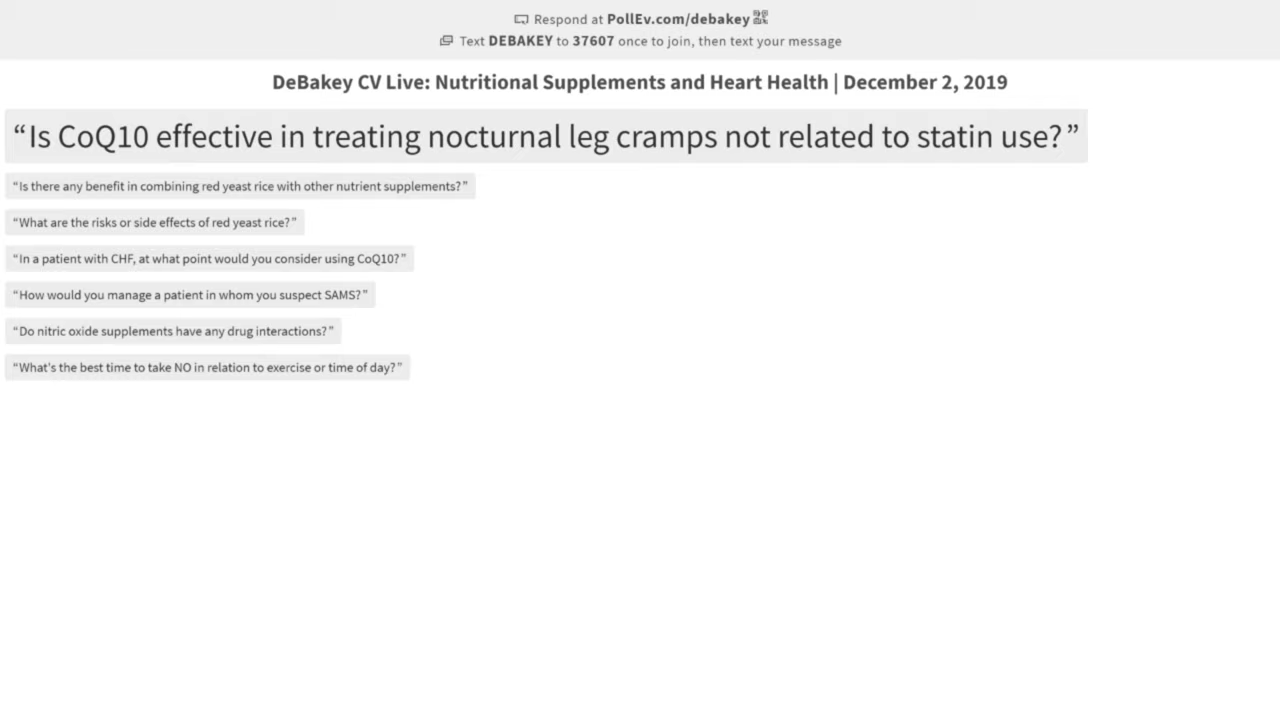 Respond at PollEv.com/debakey
Text DEBAKEY to 37607 once to join, then text your message
DeBakey CV Live: Nutritional Supplements and Heart Health | December 2, 2019
“Is CoQ10 effective in treating nocturnal leg cramps not related to statin use?”
“Is there any benefit in combining red yeast rice with other nutrient supplements?”
“What are the risks or side effects of red yeast rice?”
“In a patient with CHF, at what point would you consider using CoQ10?”
“How would you manage a patient in whom you suspect SAMS?”
“Do nitric oxide supplements have any drug interactions?”
“What's the best time to take NO in relation to exercise or time of day?”